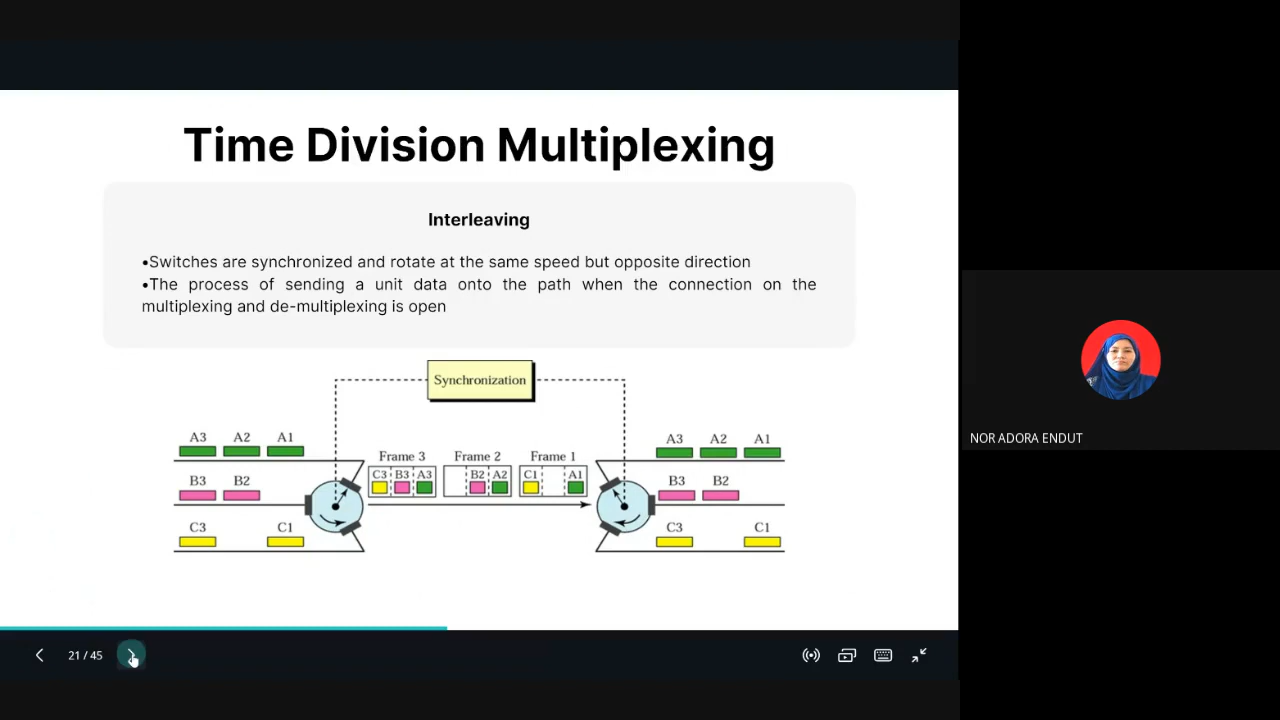 Time Division Multiplexing
Interleaving
•Switches are synchronized and rotate at the same speed but opposite direction
•The process of sending a unit data onto the path when the connection on the
multiplexing and de-multiplexing is open
Synchronization
A3 A2 A1
B3 B2
C3 C1
Frame 3 Frame 2 Frame 1
C3 B3 A3 B2 A2 C1 A1
A3 A2 A1
B3 B2
C3 C1
21 / 45
NOR ADORA ENDUT